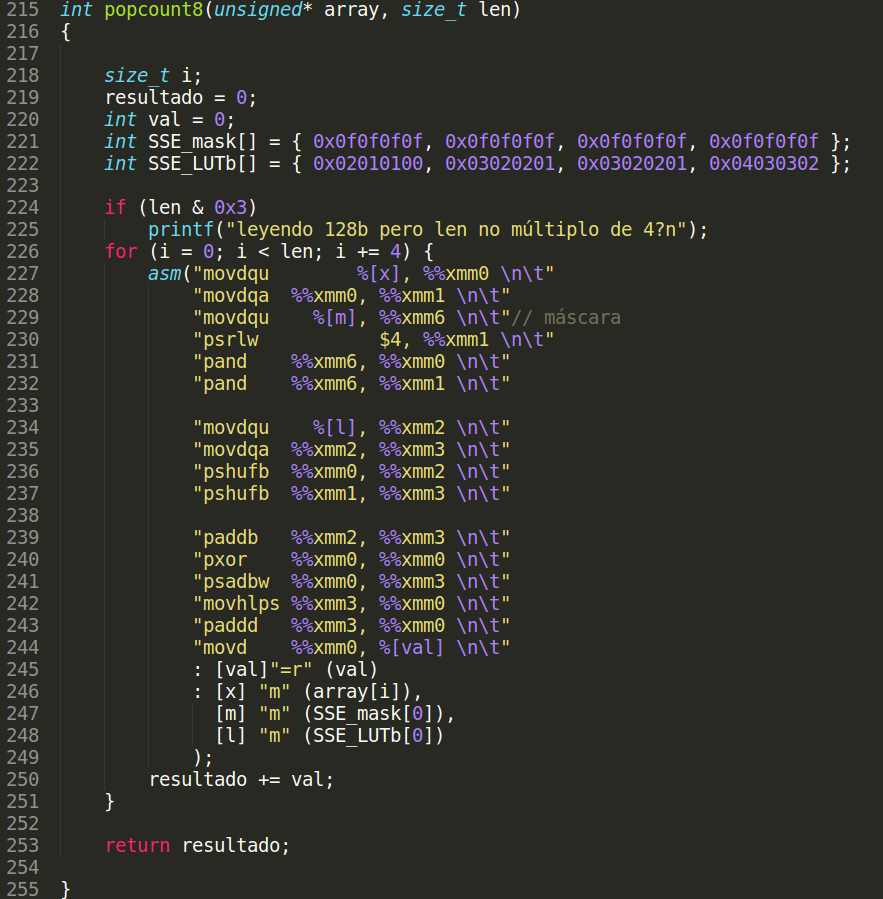 215 int popcount8(unsigned* array, size_t len)
216 {
217
218     size_t i;
219     resultado = 0;
220     int val = 0;
221     int SSE_mask[] = { 0x0f0f0f0f, 0x0f0f0f0f, 0x0f0f0f0f, 0x0f0f0f0f };
222     int SSE_LUTb[] = { 0x02010100, 0x03020201, 0x03020201, 0x04030302 };
223
224     if (len & 0x3)
225         printf("leyendo 128b pero len no múltiplo de 4?n");
226     for (i = 0; i < len; i += 4) {
227         asm("movdqu        %[x], %%xmm0 \n\t"
228             "movdqa  %%xmm0, %%xmm1 \n\t"
229             "movdqu    %[m], %%xmm6 \n\t"// máscara
230             "psrlw            $4, %%xmm1 \n\t"
231             "pand    %%xmm6, %%xmm0 \n\t"
232             "pand    %%xmm6, %%xmm1 \n\t"
233
234             "movdqu    %[l], %%xmm2 \n\t"
235             "movdqa  %%xmm2, %%xmm3 \n\t"
236             "pshufb  %%xmm0, %%xmm2 \n\t"
237             "pshufb  %%xmm1, %%xmm3 \n\t"
238
239             "paddb   %%xmm2, %%xmm3 \n\t"
240             "pxor    %%xmm0, %%xmm0 \n\t"
241             "psadbw  %%xmm0, %%xmm3 \n\t"
242             "movhlps %%xmm3, %%xmm0 \n\t"
243             "paddd   %%xmm3, %%xmm0 \n\t"
244             "movd    %%xmm0, %[val] \n\t"
245             : [val]"=r" (val)
246             : [x] "m" (array[i]),
247               [m] "m" (SSE_mask[0]),
248               [l] "m" (SSE_LUTb[0])
249             );
250         resultado += val;
251     }
252
253     return resultado;
254
255 }